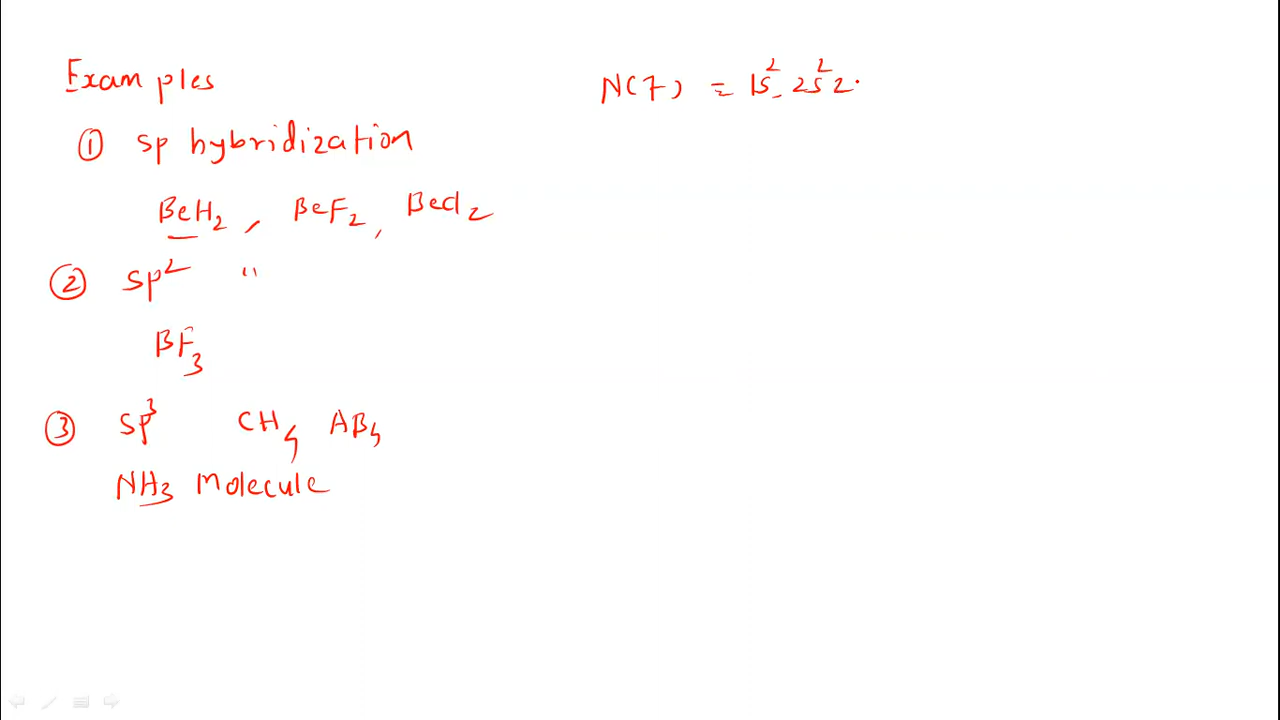 Examples
① sp hybridization
BeH₂, BeF₂, BeCl₂
② sp² "
BF₃
③ sp³ CH₄ AB₄
NH₃ molecule
N(7) = 1s² 2s² 2